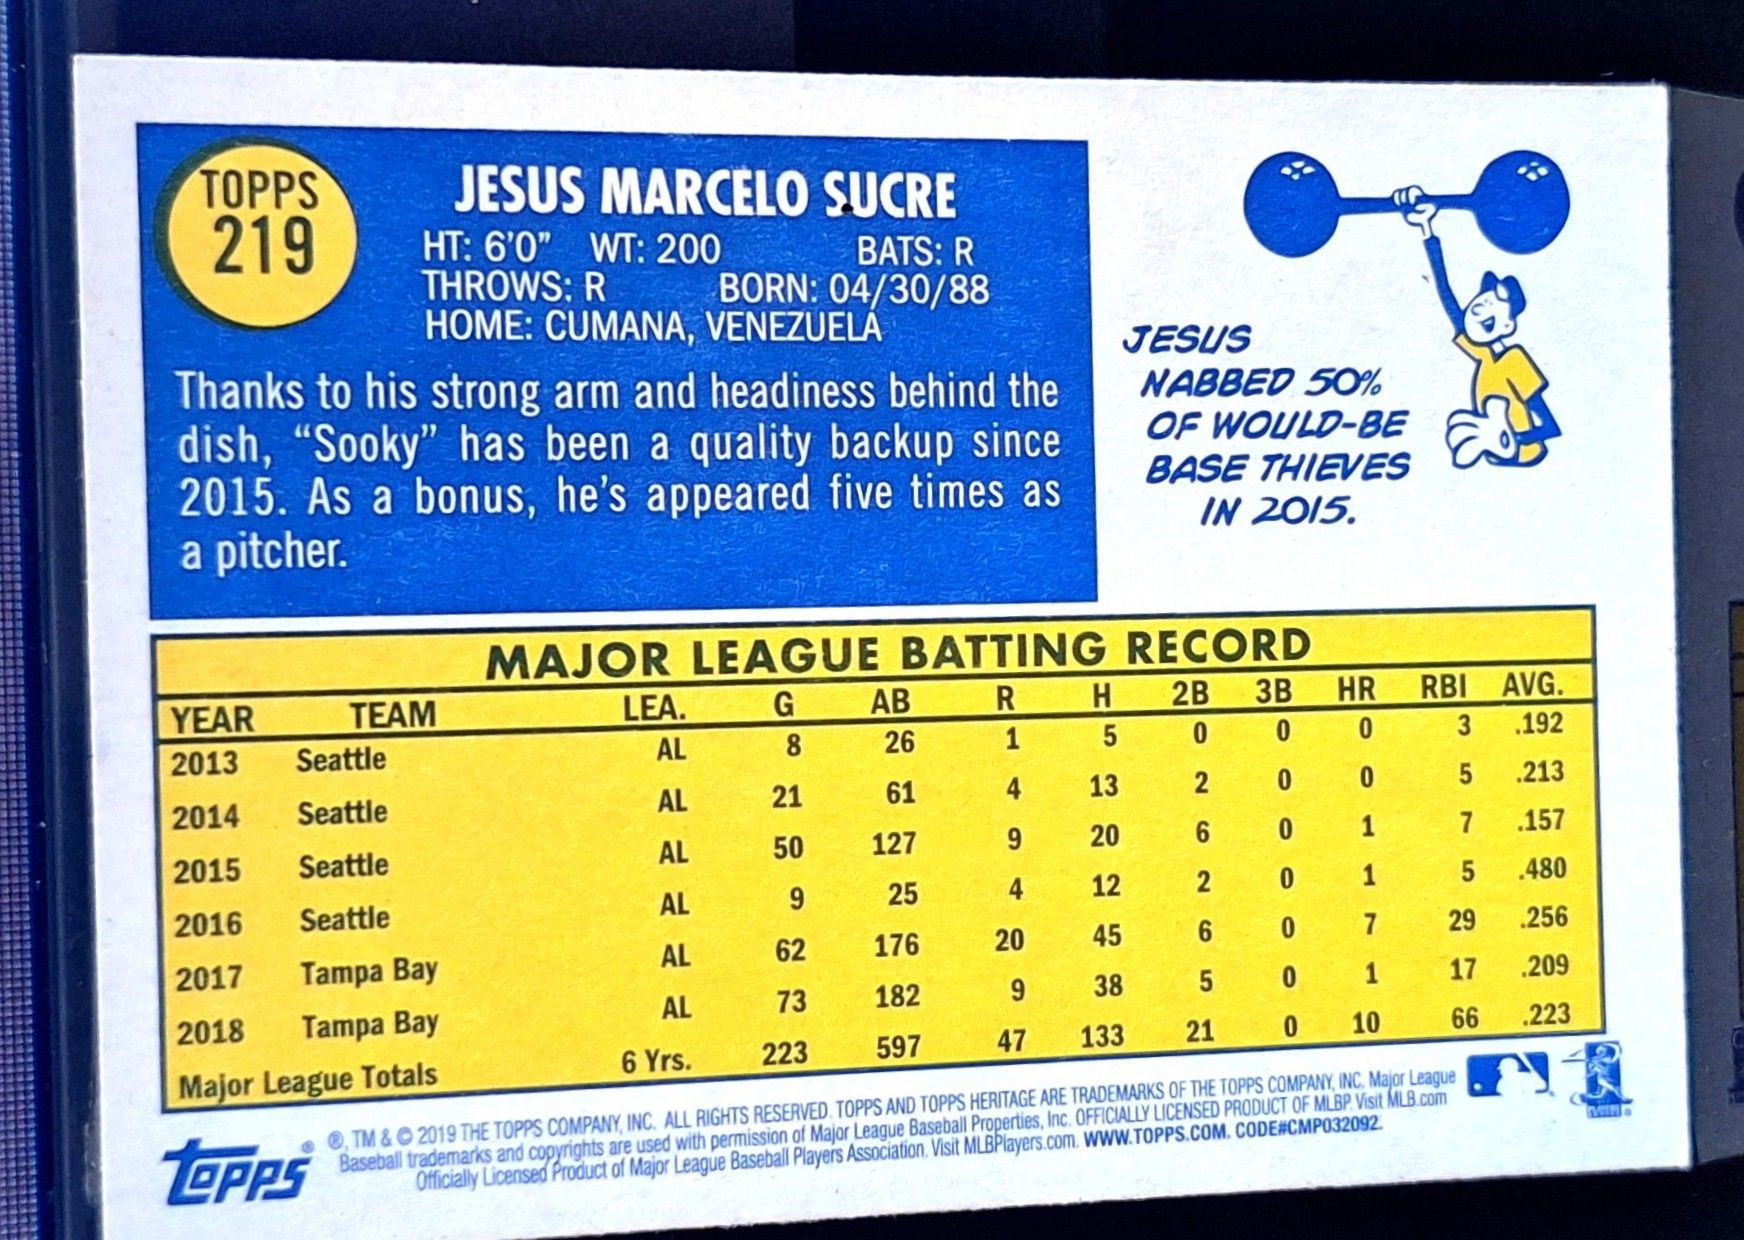 TOPPS
219
JESUS MARCELO SUCRE
HT: 6'0" WT: 200 BATS: R
THROWS: R BORN: 04/30/88
HOME: CUMANA, VENEZUELA
Thanks to his strong arm and headiness behind the
dish, “Sooky” has been a quality backup since
2015. As a bonus, he's appeared five times as
a pitcher.
JESUS
NABBED 50%
OF WOULD-BE
BASE THIEVES
IN 2015.
MAJOR LEAGUE BATTING RECORD
YEAR TEAM LEA. G AB R H 2B 3B HR RBI AVG.
2013 Seattle AL 8 26 1 5 0 0 0 3 .192
2014 Seattle AL 21 61 4 13 2 0 0 5 .213
2015 Seattle AL 50 127 9 20 6 0 1 7 .157
2016 Seattle AL 9 25 4 12 2 0 1 5 .480
2017 Tampa Bay AL 62 176 20 45 6 0 7 29 .256
2018 Tampa Bay AL 73 182 9 38 5 0 1 17 .209
Major League Totals 6 Yrs. 223 597 47 133 21 0 10 66 .223
TOPPS ®
®, TM & © 2019 THE TOPPS COMPANY, INC. ALL RIGHTS RESERVED. TOPPS AND TOPPS HERITAGE ARE TRADEMARKS OF THE TOPPS COMPANY, INC. Major League
Baseball trademarks and copyrights are used with permission of Major League Baseball Properties, Inc. OFFICIALLY LICENSED PRODUCT OF MLBP. Visit MLB.com
Officially Licensed Product of Major League Baseball Players Association. Visit MLBPlayers.com. WWW.TOPPS.COM. CODE#CMP032092.